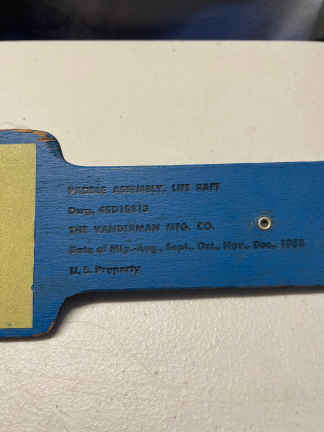 PADDLE ASSEMBLY, LIFE RAFT
Dwg.
THE VANDERMAN MFG. CO.
Date of Mfg.-Aug., Sept., Oct., Nov., Dec.,
U. S. Property